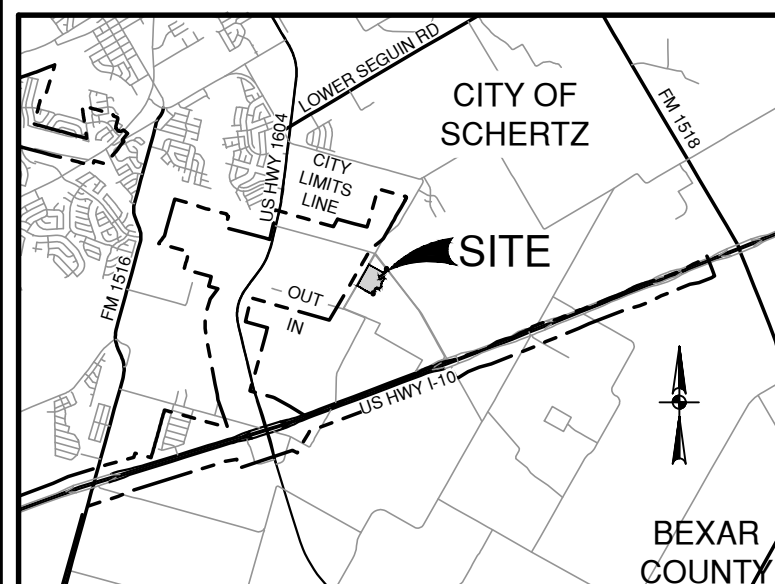 LOWER SEGUIN RD
CITY OF
SCHERTZ
FM 1518
US HWY 1604
CITY
LIMITS
LINE
SITE
FM 1516
OUT
IN
US HWY I-10
BEXAR
COUNTY